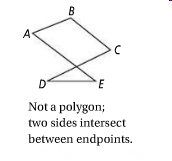 B
A
C
D
E
Not a polygon;
two sides intersect
between endpoints.